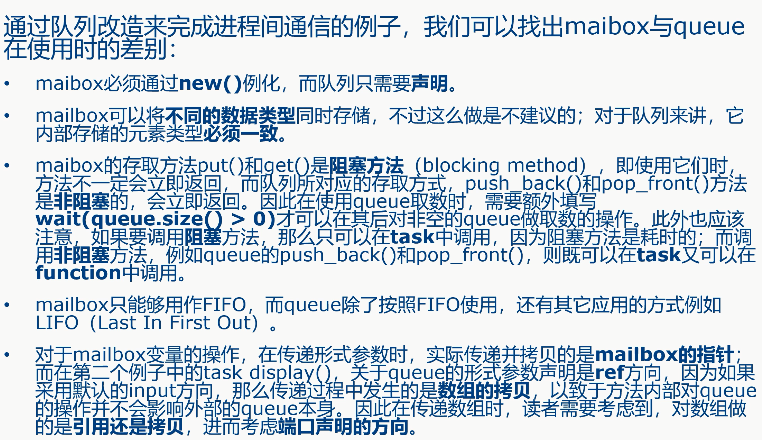 通过队列改造来完成进程间通信的例子，我们可以找出maibox与queue
在使用时的差别：
• maibox必须通过new()例化，而队列只需要声明。
• mailbox可以将不同的数据类型同时存储，不过这么做是不建议的；对于队列来讲，它
内部存储的元素类型必须一致。
• maibox的存取方法put()和get()是阻塞方法（blocking method），即使用它们时，
方法不一定会立即返回，而队列所对应的存取方式，push_back()和pop_front()方法
是非阻塞的，会立即返回。因此在使用queue取数时，需要额外填写
wait(queue.size() > 0)才可以在其后对非空的queue做取数的操作。此外也应该
注意，如果要调用阻塞方法，那么只可以在task中调用，因为阻塞方法是耗时的；而调
用非阻塞方法，例如queue的push_back()和pop_front()，则既可以在task又可以在
function中调用。
• mailbox只能够用作FIFO，而queue除了按照FIFO使用，还有其它应用的方式例如
LIFO（Last In First Out）。
• 对于mailbox变量的操作，在传递形式参数时，实际传递并拷贝的是mailbox的指针；
而在第二个例子中的task display()，关于queue的形式参数声明是ref方向，因为如果
采用默认的input方向，那么传递过程中发生的是数组的拷贝，以致于方法内部对queue
的操作并不会影响外部的queue本身。因此在传递数组时，读者需要考虑到，对数组做
的是引用还是拷贝，进而考虑端口声明的方向。